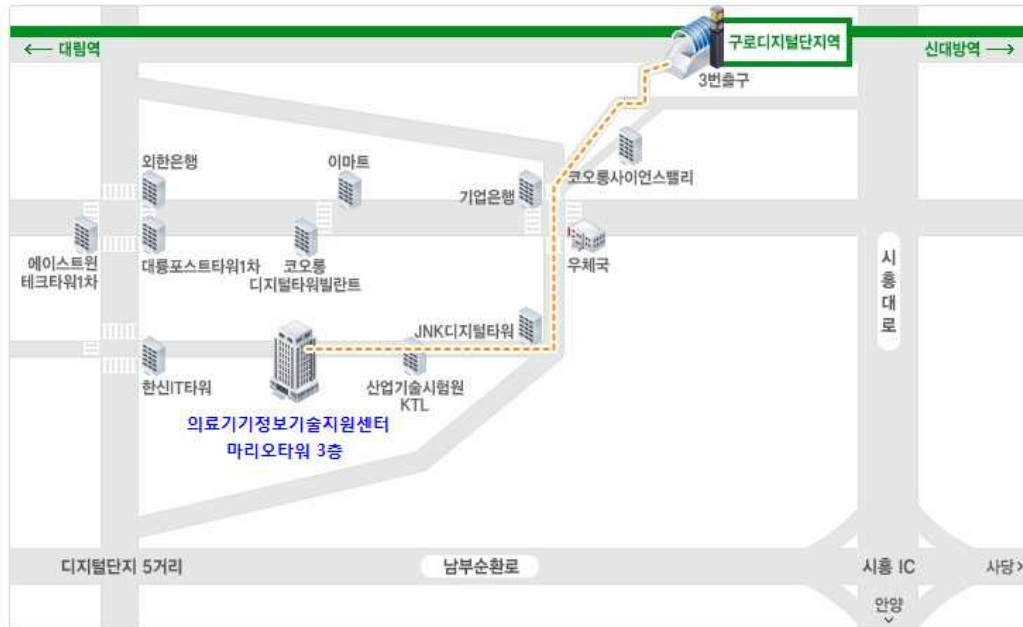 ← 대림역
구로디지털단지역
신대방역 →
3번출구
외한은행
이마트
기업은행
코오롱사이언스밸리
에이스트윈
테크타워1차
대륭포스트타워1차
코오롱
디지털타워빌란트
우체국
시흥대로
JNK디지털타워
한신IT타워
산업기술시험원
KTL
의료기기정보기술지원센터
마리오타워 3층
디지털단지 5거리
남부순환로
시흥 IC
사당>
안양